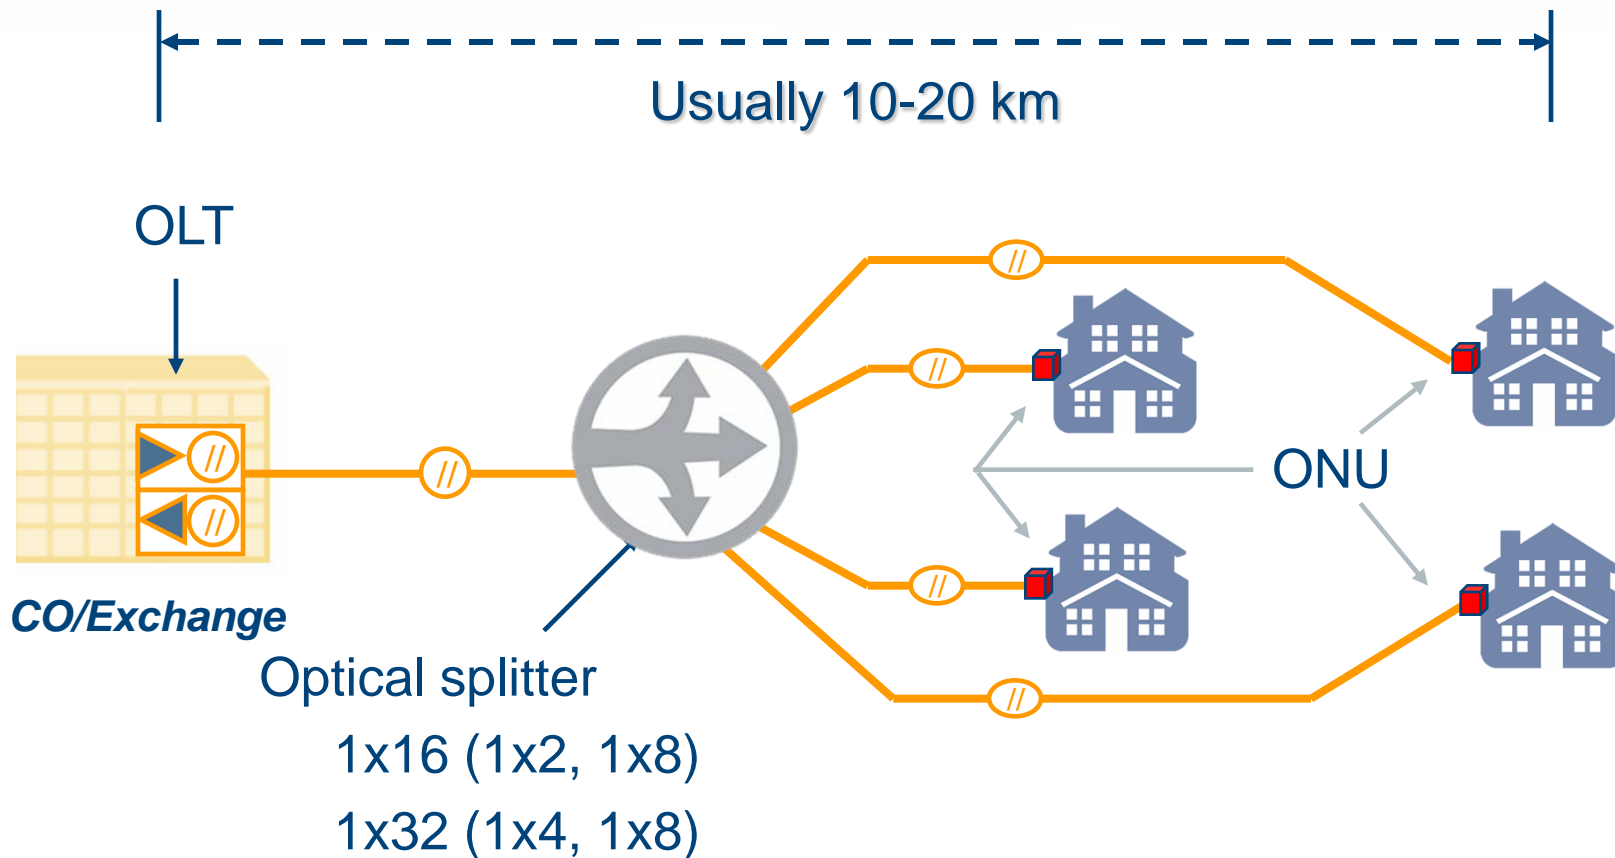 Usually 10-20 km
OLT
ONU
CO/Exchange
Optical splitter
1x16 (1x2, 1x8)
1x32 (1x4, 1x8)